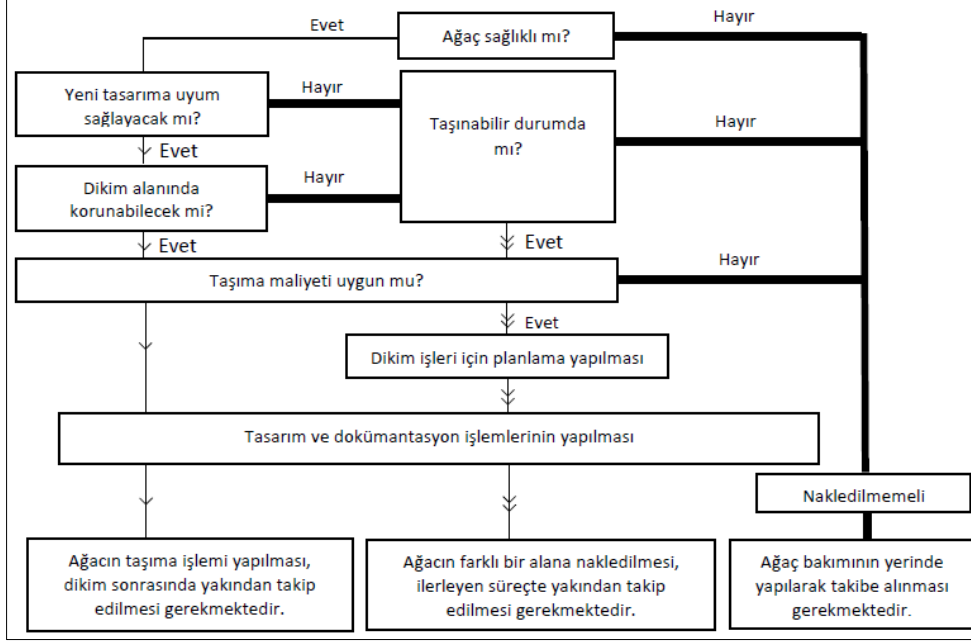 Evet
Ağaç sağlıklı mı?
Hayır
Yeni tasarıma uyum
sağlayacak mı?
Hayır
Taşınabilir durumda
mı?
Hayır
Evet
Dikim alanında
korunabilecek mi?
Hayır
Evet
Evet
Taşıma maliyeti uygun mu?
Hayır
Evet
Dikim işleri için planlama yapılması
Tasarım ve dokümantasyon işlemlerinin yapılması
Nakledilmemeli
Ağacın taşıma işlemi yapılması,
dikim sonrasında yakından takip
edilmesi gerekmektedir.
Ağacın farklı bir alana nakledilmesi,
ilerleyen süreçte yakından takip
edilmesi gerekmektedir.
Ağaç bakımının yerinde
yapılarak takibe alınması
gerekmektedir.